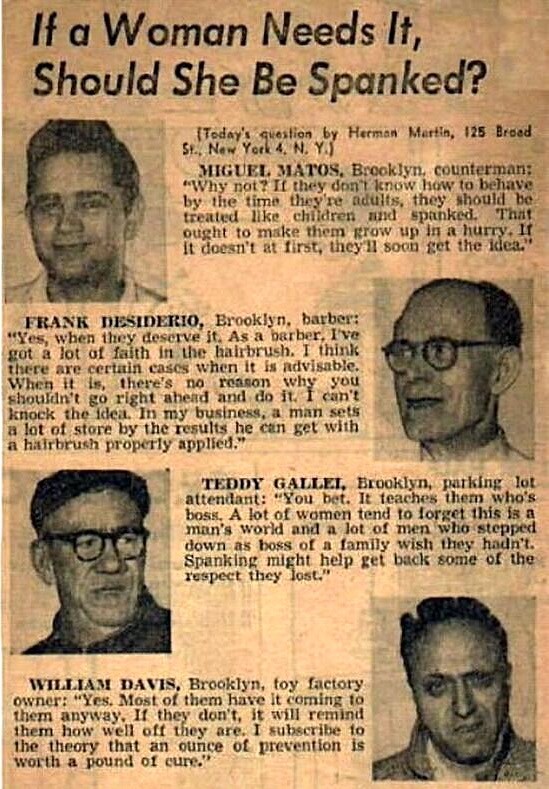 If a Woman Needs It,
Should She Be Spanked?
(Today's question by Herman Martin, 125 Broad
St., New York 4, N. Y.)
MIGUEL MATOS, Brooklyn, counterman:
"Why not? If they don't know how to behave
by the time they're adults, they should be
treated like children and spanked. That
ought to make them grow up in a hurry. If
it doesn't at first, they'll soon get the idea."
FRANK DESIDERIO, Brooklyn, barber:
"Yes, when they deserve it. As a barber, I've
got a lot of faith in the hairbrush. I think
there are certain cases when it is advisable.
When it is, there's no reason why you
shouldn't go right ahead and do it. I can't
knock the idea. In my business, a man sets
a lot of store by the results he can get with
a hairbrush properly applied."
TEDDY GALLEI, Brooklyn, parking lot
attendant: "You bet. It teaches them who's
boss. A lot of women tend to forget this is a
man's world and a lot of men who stepped
down as boss of a family wish they hadn't.
Spanking might help get back some of the
respect they lost."
WILLIAM DAVIS, Brooklyn, toy factory
owner: "Yes. Most of them have it coming to
them anyway. If they don't, it will remind
them how well off they are. I subscribe to
the theory that an ounce of prevention is
worth a pound of cure."